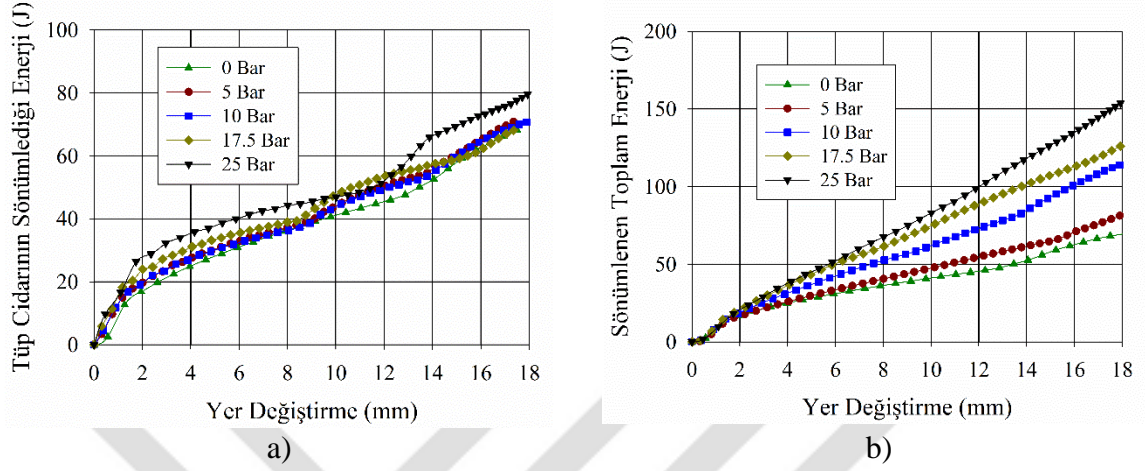 Tüp Cidarının Sönümlediği Enerji (J)
100
80
60
40
20
0
0 Bar
5 Bar
10 Bar
17.5 Bar
25 Bar
0 2 4 6 8 10 12 14 16 18
Yer Değiştirme (mm)
a)
Sönümlenen Toplam Enerji (J)
200
150
100
50
0
0 Bar
5 Bar
10 Bar
17.5 Bar
25 Bar
0 2 4 6 8 10 12 14 16 18
Yer Değiştirme (mm)
b)